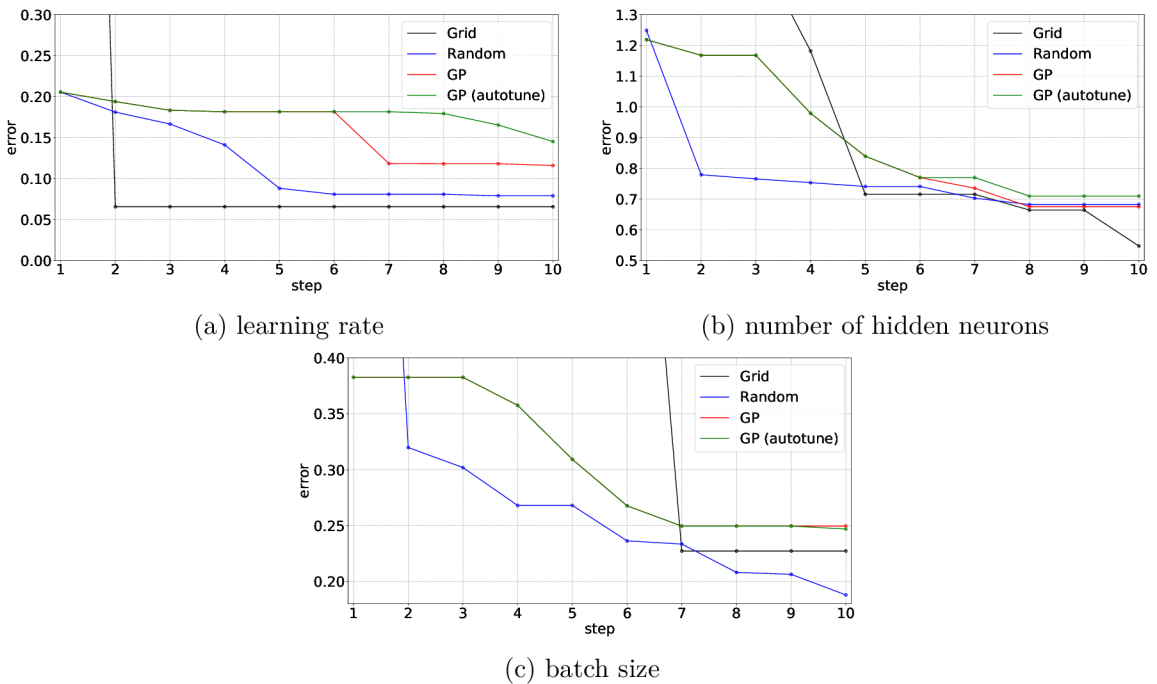 0.30
0.25
0.20
0.15
0.10
0.05
0.00
error
1 2 3 4 5 6 7 8 9 10
step
Grid
Random
GP
GP (autotune)
(a) learning rate
1.3
1.2
1.1
1.0
0.9
0.8
0.7
0.6
0.5
error
1 2 3 4 5 6 7 8 9 10
step
Grid
Random
GP
GP (autotune)
(b) number of hidden neurons
0.40
0.35
0.30
0.25
0.20
error
1 2 3 4 5 6 7 8 9 10
step
Grid
Random
GP
GP (autotune)
(c) batch size